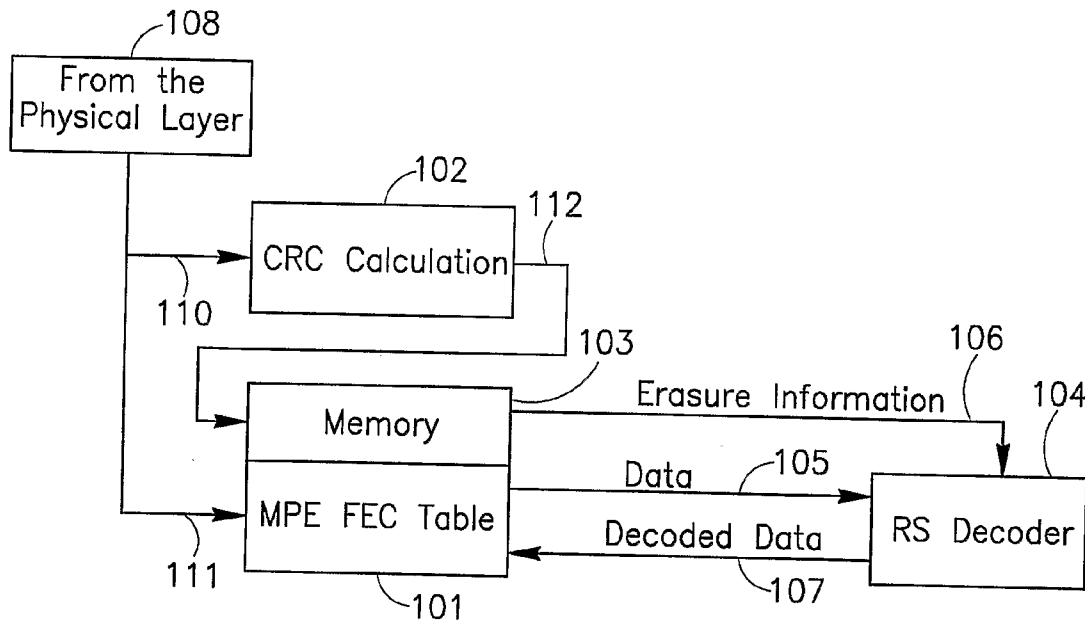 108
From the
Physical Layer
102
112
CRC Calculation
110
103
106
Erasure Information
104
Memory
Data
105
MPE FEC Table
RS Decoder
Decoded Data
111
107
101